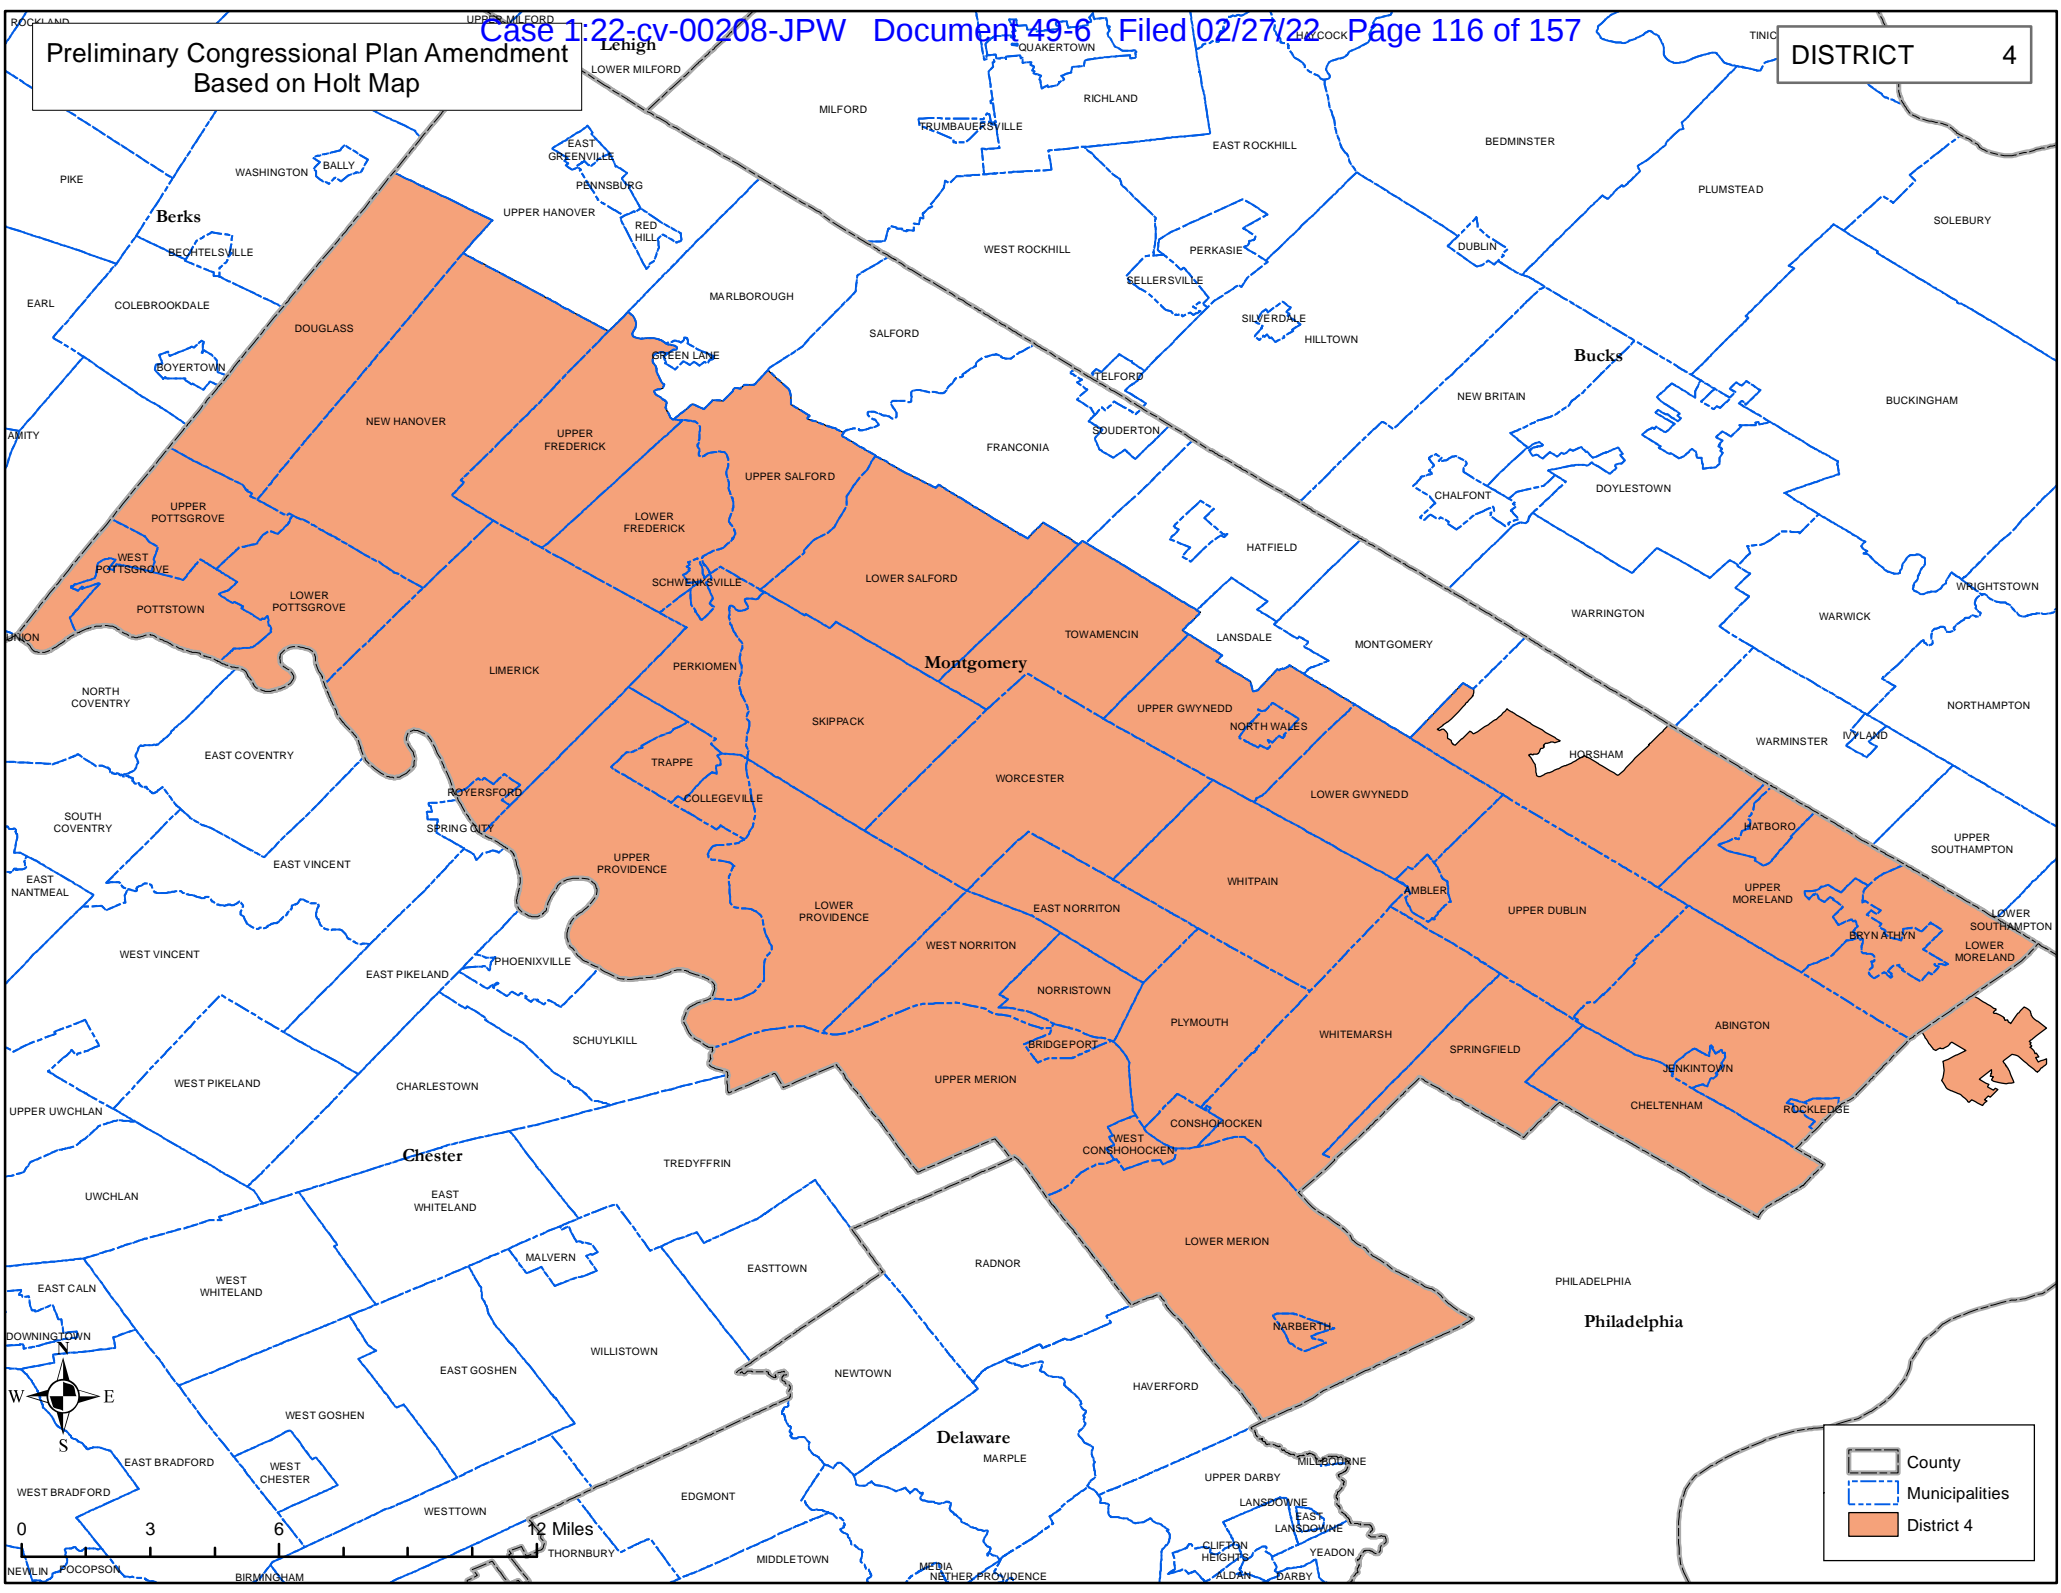 Case 1:22-cv-00208-JPW Document 49-6 Filed 02/27/22 Page 116 of 157
Preliminary Congressional Plan Amendment
Based on Holt Map
DISTRICT 4
ROCKLAND
UPPER MILFORD
Lehigh
LOWER MILFORD
QUAKERTOWN
HAYCOCK
TINIC
MILFORD
RICHLAND
TRUMBAUERSVILLE
EAST ROCKHILL
BEDMINSTER
PLUMSTEAD
SOLEBURY
PIKE
WASHINGTON
BALLY
EAST
GREENVILLE
PENNSBURG
UPPER HANOVER
RED
HILL
Berks
BECHTELSVILLE
WEST ROCKHILL
PERKASIE
SELLERSVILLE
DUBLIN
EARL
COLEBROOKDALE
MARLBOROUGH
DOUGLASS
SALFORD
SILVERDALE
HILLTOWN
Bucks
BOYERTOWN
GREEN LANE
TELFORD
NEW BRITAIN
BUCKINGHAM
AMITY
NEW HANOVER
UPPER
FREDERICK
FRANCONIA
SOUDERTON
UPPER SALFORD
CHALFONT
DOYLESTOWN
UPPER
POTTSGROVE
LOWER
FREDERICK
HATFIELD
WEST
POTTSGROVE
SCHWENKSVILLE
LOWER SALFORD
WRIGHTSTOWN
POTTSTOWN
LOWER
POTTSGROVE
WARRINGTON
WARWICK
UNION
TOWAMENCIN
LANSDALE
MONTGOMERY
LIMERICK
PERKIOMEN
Montgomery
NORTH
COVENTRY
SKIPPACK
UPPER GWYNEDD
NORTH WALES
NORTHAMPTON
EAST COVENTRY
TRAPPE
HORSHAM
WARMINSTER
IVYLAND
ROYERSFORD
COLLEGEVILLE
WORCESTER
LOWER GWYNEDD
SOUTH
COVENTRY
SPRING CITY
HATBORO
UPPER
SOUTHAMPTON
EAST VINCENT
UPPER
PROVIDENCE
EAST
NANTMEAL
WHITPAIN
AMBLER
UPPER
MORELAND
LOWER
PROVIDENCE
EAST NORRITON
UPPER DUBLIN
LOWER
SOUTHAMPTON
WEST VINCENT
WEST NORRITON
BRYN ATHYN
LOWER
MORELAND
EAST PIKELAND
PHOENIXVILLE
NORRISTOWN
PLYMOUTH
WHITEMARSH
ABINGTON
SCHUYLKILL
BRIDGEPORT
SPRINGFIELD
JENKINTOWN
WEST PIKELAND
CHARLESTOWN
UPPER MERION
UPPER UWCHLAN
CHELTENHAM
ROCKLEDGE
CONSHOHOCKEN
WEST
CONSHOHOCKEN
Chester
TREDYFFRIN
UWCHLAN
EAST
WHITELAND
LOWER MERION
MALVERN
EASTTOWN
RADNOR
PHILADELPHIA
Philadelphia
EAST CALN
WEST
WHITELAND
DOWNINGTOWN
NARBERTH
N
W E
S
WILLISTOWN
EAST GOSHEN
NEWTOWN
HAVERFORD
WEST GOSHEN
Delaware
MARPLE
EAST BRADFORD
WEST
CHESTER
UPPER DARBY
MILLBOURNE
WEST BRADFORD
WESTTOWN
EDGMONT
LANSDOWNE
EAST
LANSDOWNE
0 3 6 12 Miles
THORNBURY
MIDDLETOWN
CLIFTON
HEIGHTS
YEADON
NEWLIN
POCOPSON
BIRMINGHAM
MEDIA
NETHER PROVIDENCE
ALDAN
DARBY
County
Municipalities
District 4